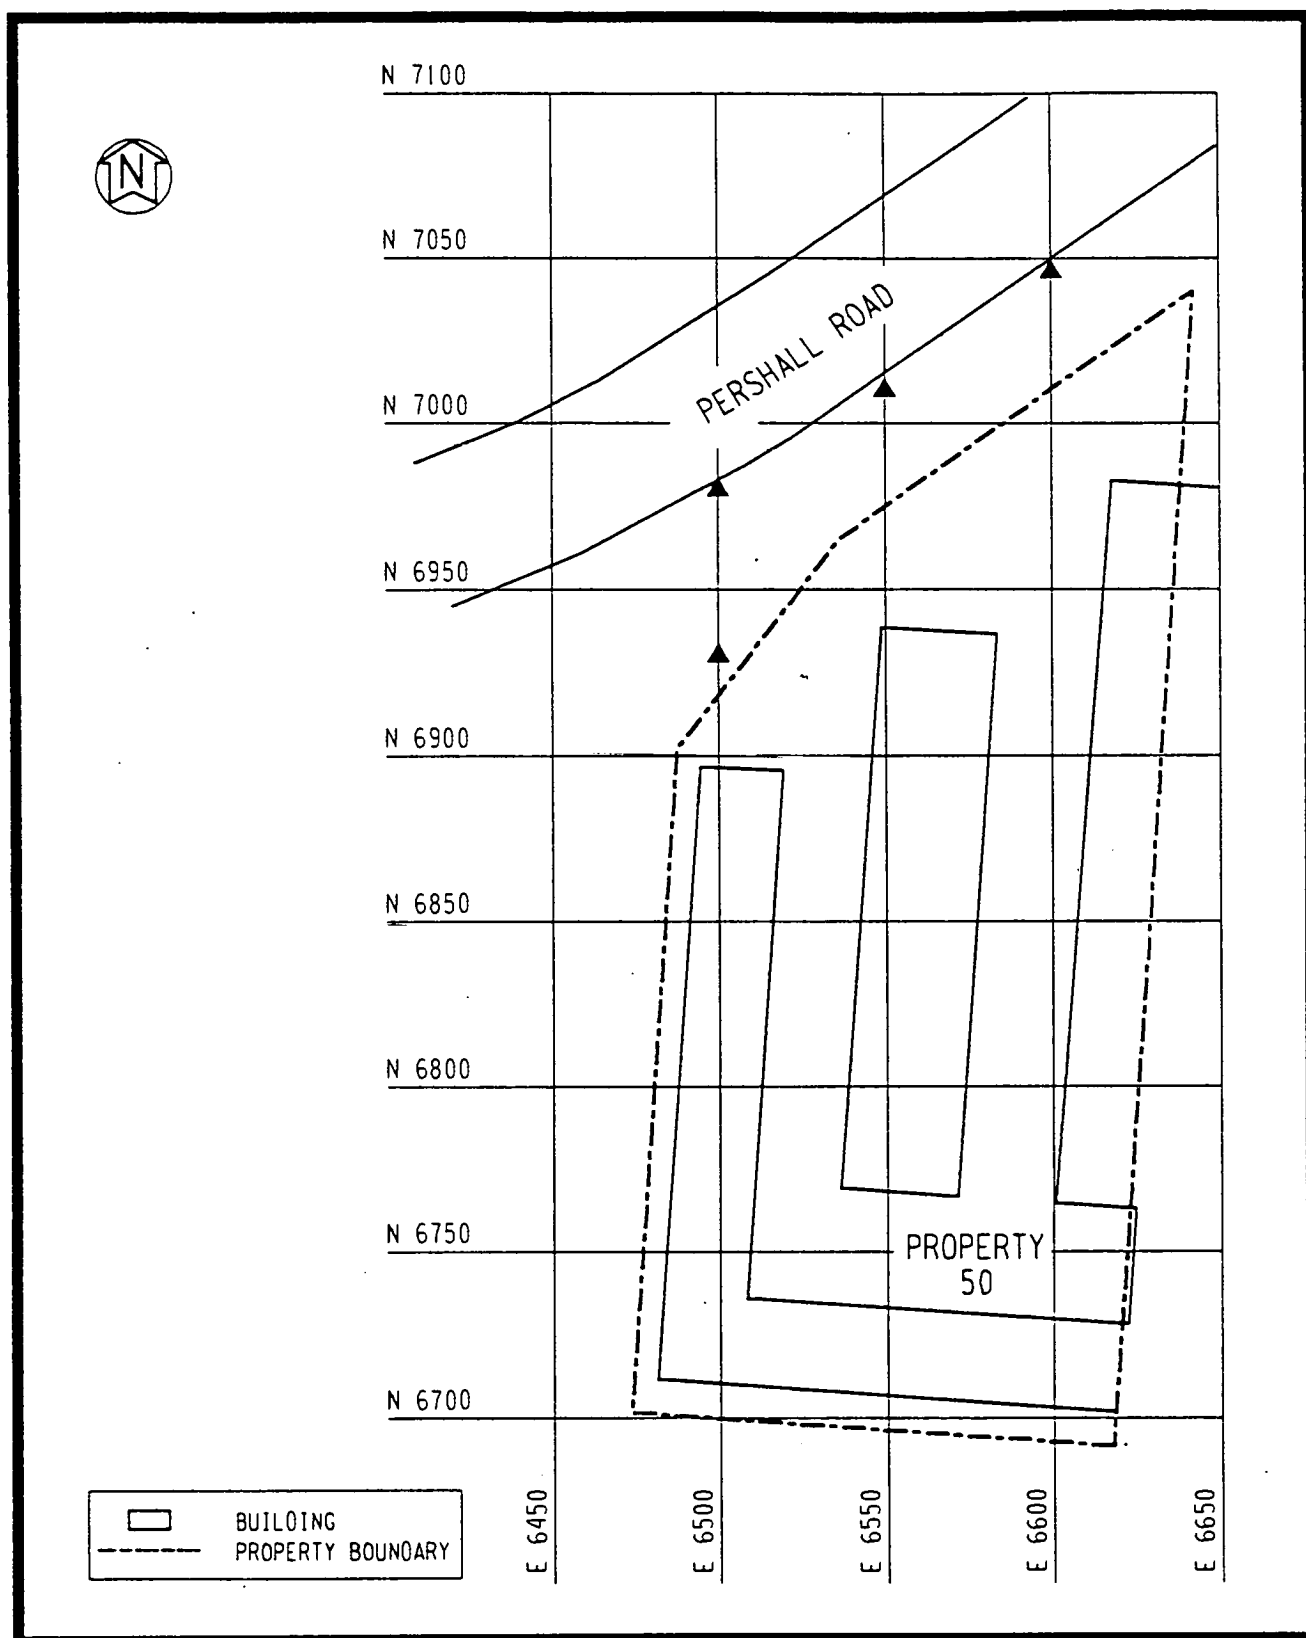 N 7100
N
N 7050
PERSHALL ROAD
N 7000
N 6950
N 6900
N 6850
N 6800
N 6750
PROPERTY
50
N 6700
E 6450
E 6500
E 6550
E 6600
E 6650
BUILOING
PROPERTY BOUNOARY